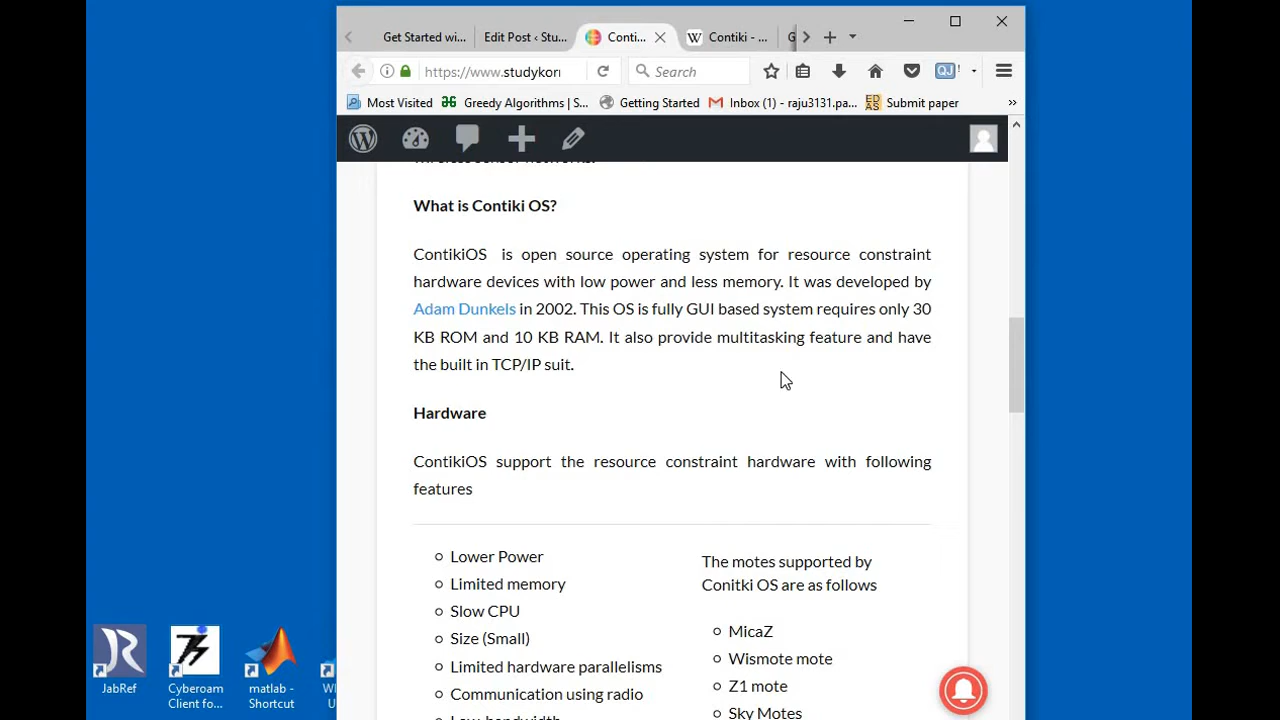 Get Started wi...
Edit Post ‹ Stu...
Conti...
W Contiki - ...
G
https://www.studykor
Search
QJ !
Most Visited
Greedy Algorithms | S...
Getting Started
Inbox (1) - raju3131.pa...
EDAS
Submit paper
What is Contiki OS?
ContikiOS is open source operating system for resource constraint
hardware devices with low power and less memory. It was developed by
Adam Dunkels in 2002. This OS is fully GUI based system requires only 30
KB ROM and 10 KB RAM. It also provide multitasking feature and have
the built in TCP/IP suit.
Hardware
ContikiOS support the resource constraint hardware with following
features
Lower Power
Limited memory
Slow CPU
Size (Small)
Limited hardware parallelisms
Communication using radio
The motes supported by
Conitki OS are as follows
MicaZ
Wismote mote
Z1 mote
Sky Motes
JabRef
Cyberoam
Client fo...
matlab -
Shortcut